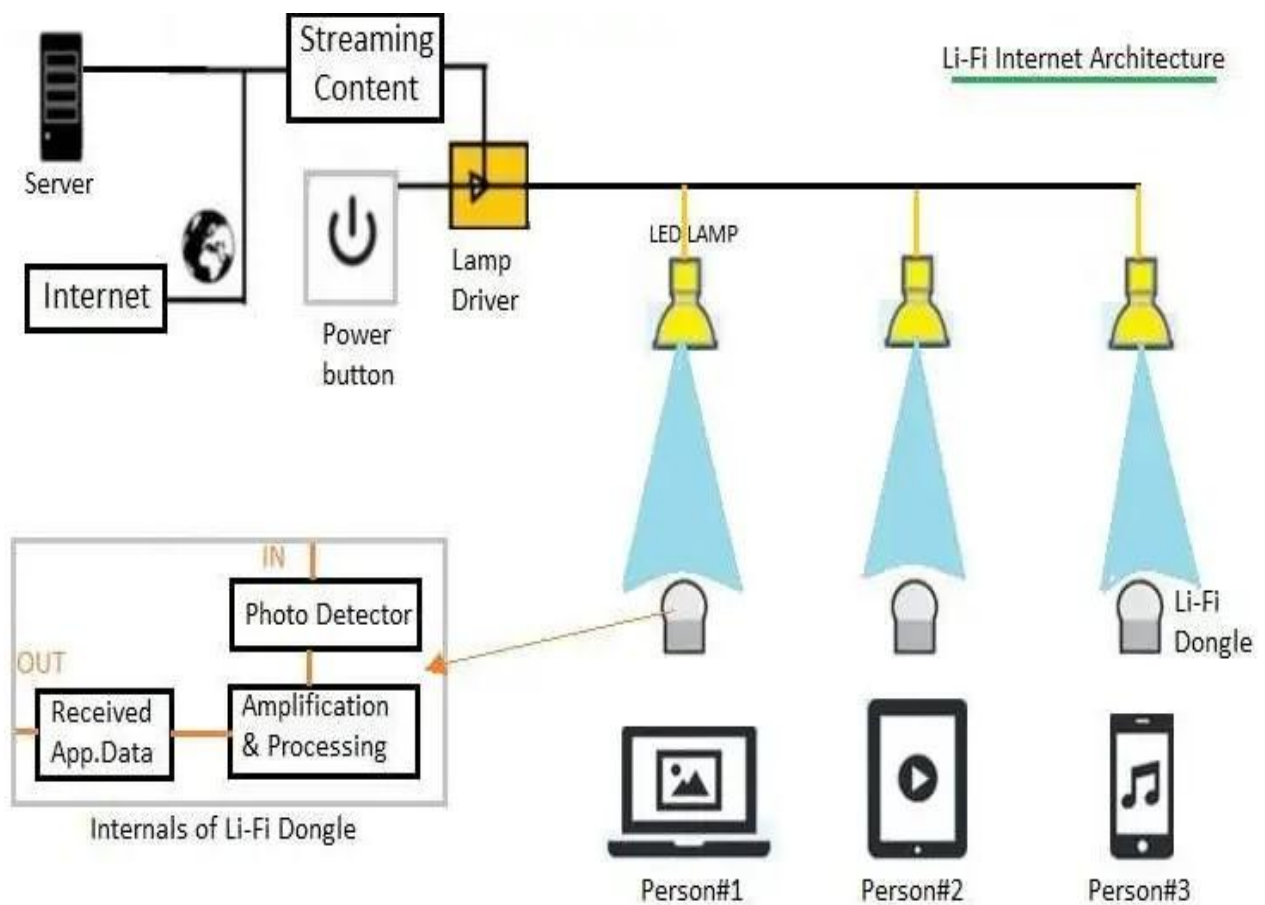 Streaming
Content
Li-Fi Internet Architecture
Server
Internet
Power
button
Lamp
Driver
LED LAMP
Li-Fi
Dongle
IN
Photo Detector
OUT
Received
App.Data
Amplification
& Processing
Internals of Li-Fi Dongle
Person#1
Person#2
Person#3